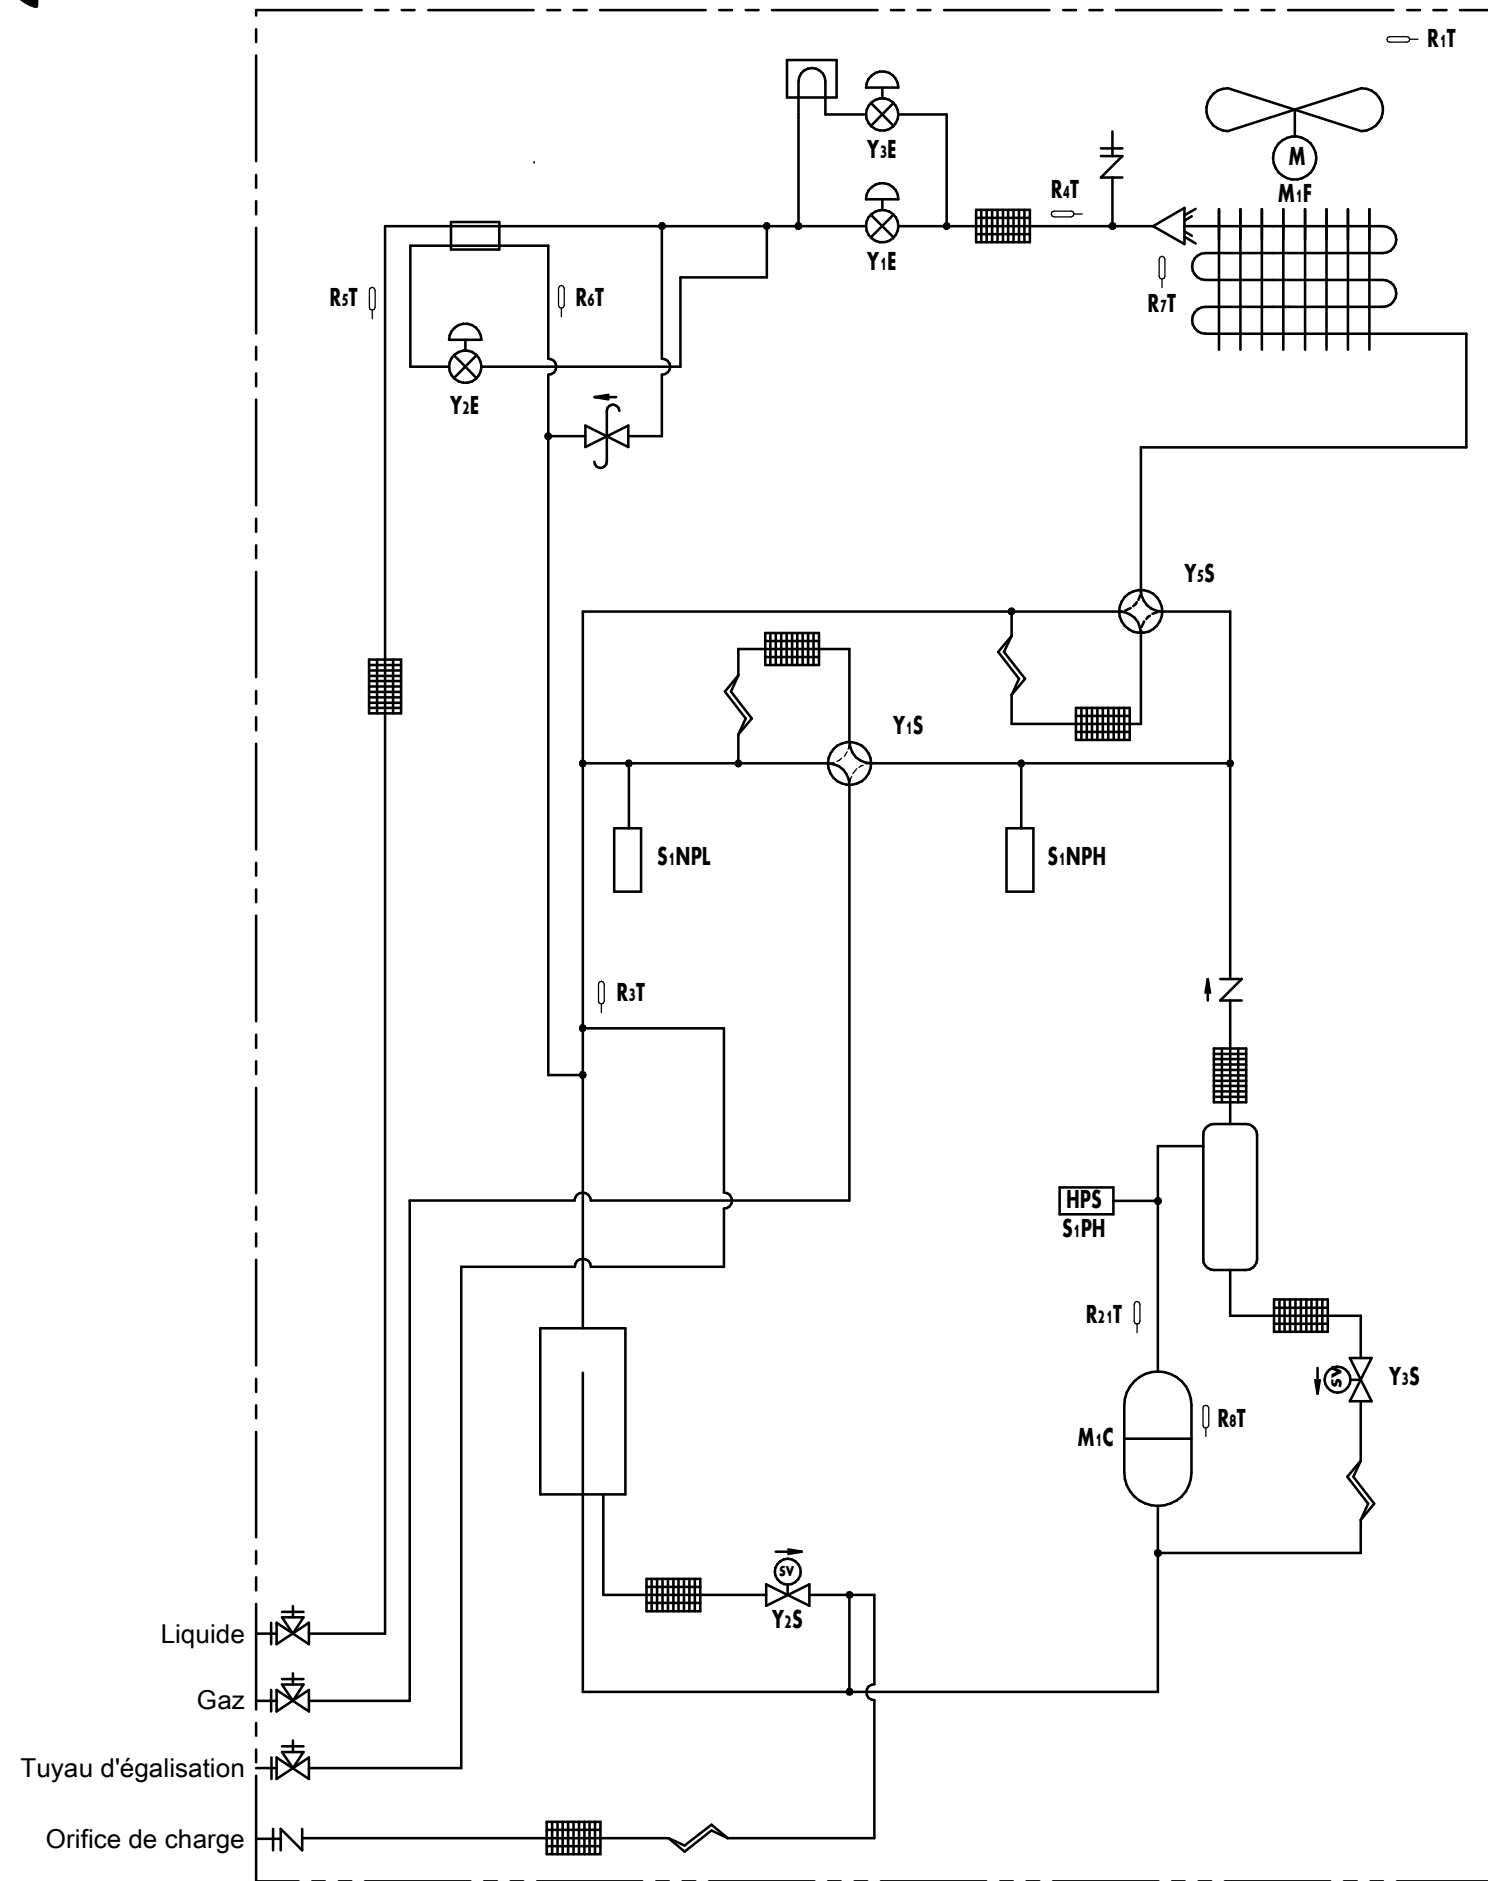 R1T
Y3E
M
M1F
R4T
Y1E
R5T
R6T
R7T
Y2E
Y5S
Y1S
S1NPL
S1NPH
R3T
HPS
S1PH
R21T
SV
Y3S
R8T
M1C
SV
Y2S
Liquide
Gaz
Tuyau d'égalisation
Orifice de charge